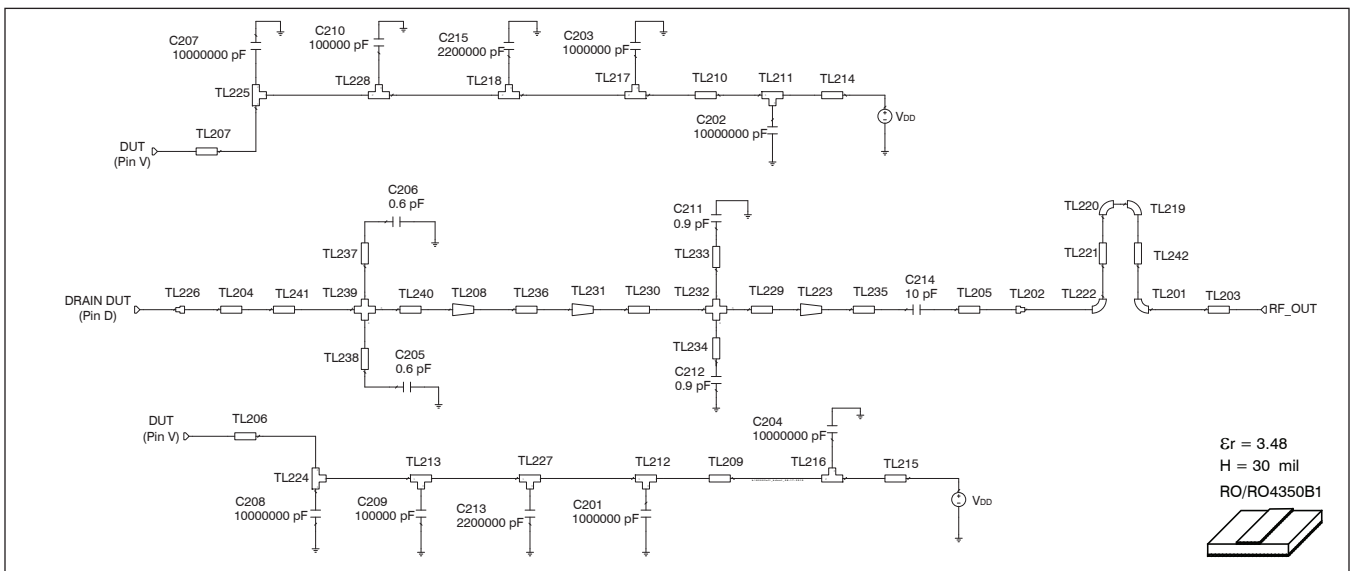 C207
10000000 pF
C210
100000 pF
C215
2200000 pF
C203
1000000 pF
TL225
TL228
TL218
TL217
TL210
TL211
TL214
C202
10000000 pF
VDD
TL207
DUT
(Pin V)
C206
0.6 pF
C211
0.9 pF
TL237
TL233
TL220
TL219
TL221
TL242
DRAIN DUT
(Pin D)
TL226
TL204
TL241
TL239
TL240
TL208
TL236
TL231
TL230
TL232
TL229
TL223
TL235
C214
10 pF
TL205
TL202
TL222
TL201
TL203
RF_OUT
TL238
C205
0.6 pF
TL234
C212
0.9 pF
DUT
(Pin V)
TL206
C204
10000000 pF
TL224
TL213
TL227
TL212
TL209
TL216
TL215
C208
10000000 pF
C209
100000 pF
C213
2200000 pF
C201
1000000 pF
VDD
Ɛr = 3.48
H = 30 mil
RO/RO4350B1